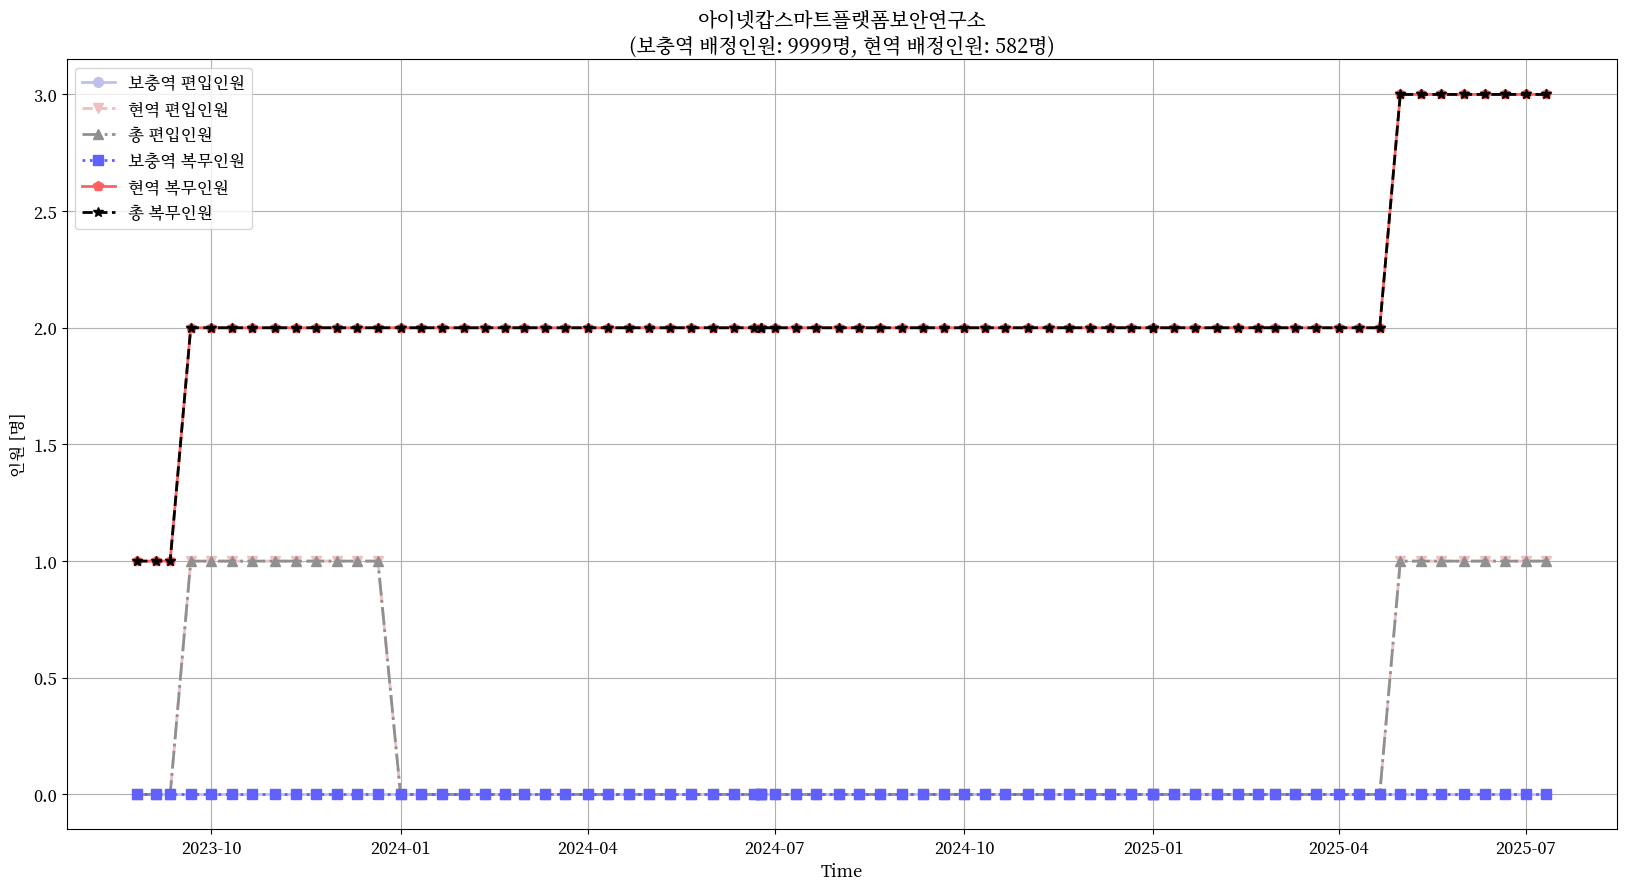 아이넷캅스마트플랫폼보안연구소
(보충역 배정인원: 9999명, 현역 배정인원: 582명)
보충역 편입인원
현역 편입인원
총 편입인원
보충역 복무인원
현역 복무인원
총 복무인원
3.0
2.5
2.0
1.5
1.0
0.5
0.0
인원 [명]
2023-10 2024-01 2024-04 2024-07 2024-10 2025-01 2025-04 2025-07
Time